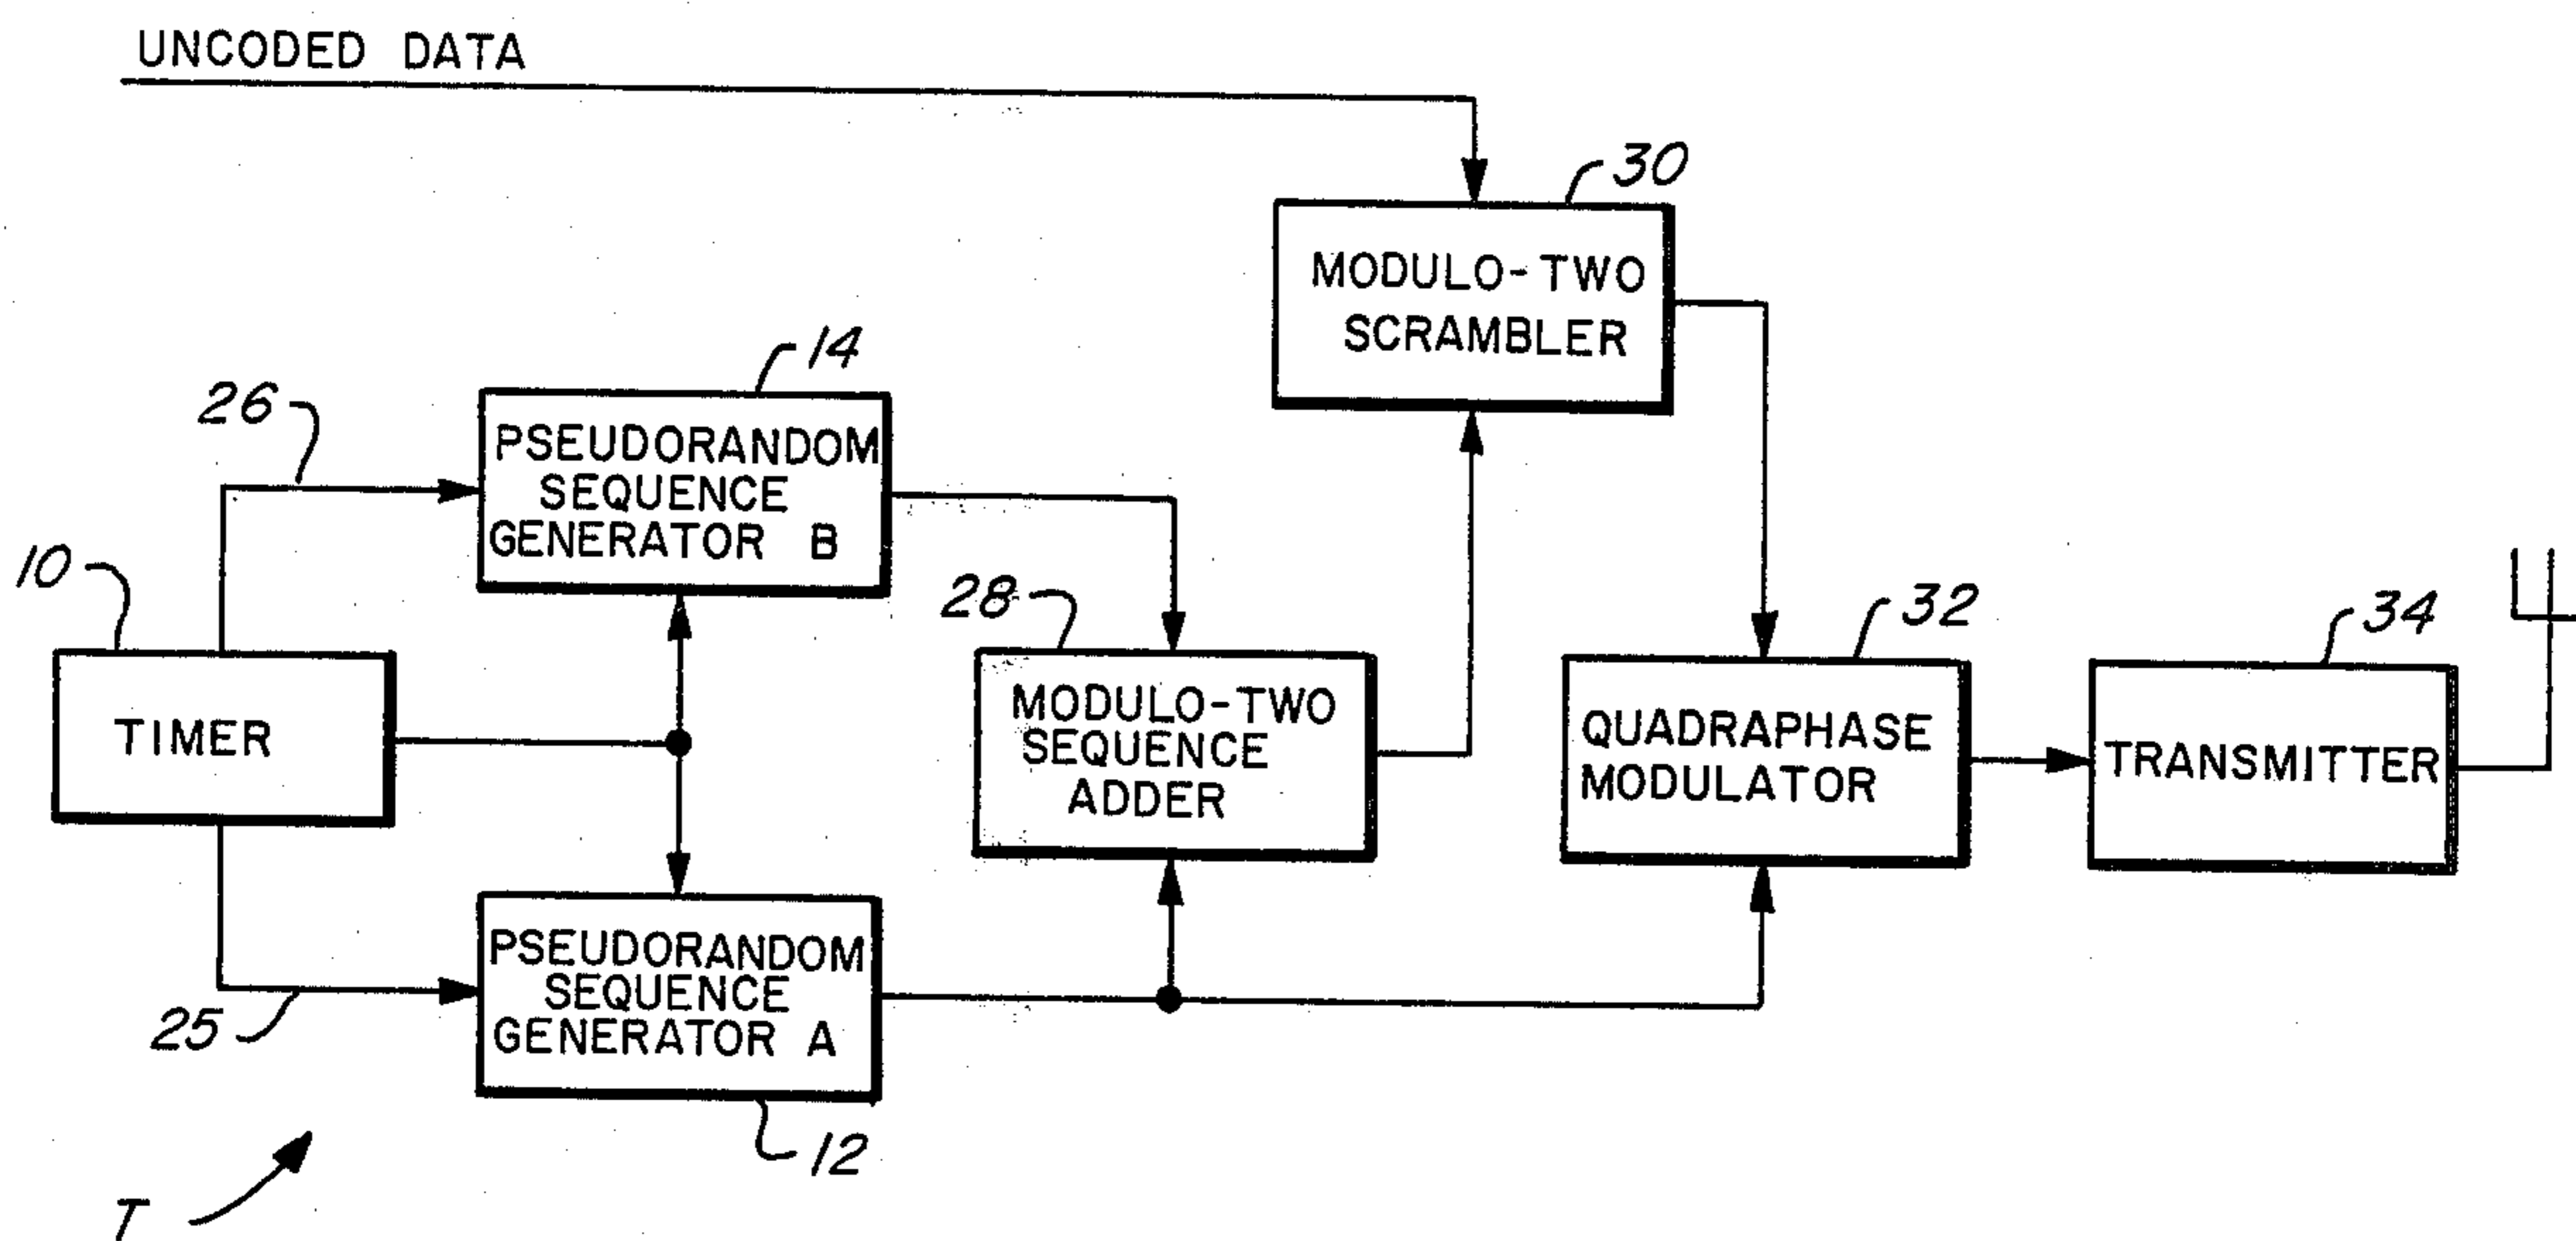 UNCODED DATA
30
MODULO-TWO
SCRAMBLER
14
26
PSEUDORANDOM
SEQUENCE
GENERATOR B
10
28
32
34
TIMER
MODULO-TWO
SEQUENCE
ADDER
QUADRAPHASE
MODULATOR
TRANSMITTER
PSEUDORANDOM
SEQUENCE
GENERATOR A
25
12
T